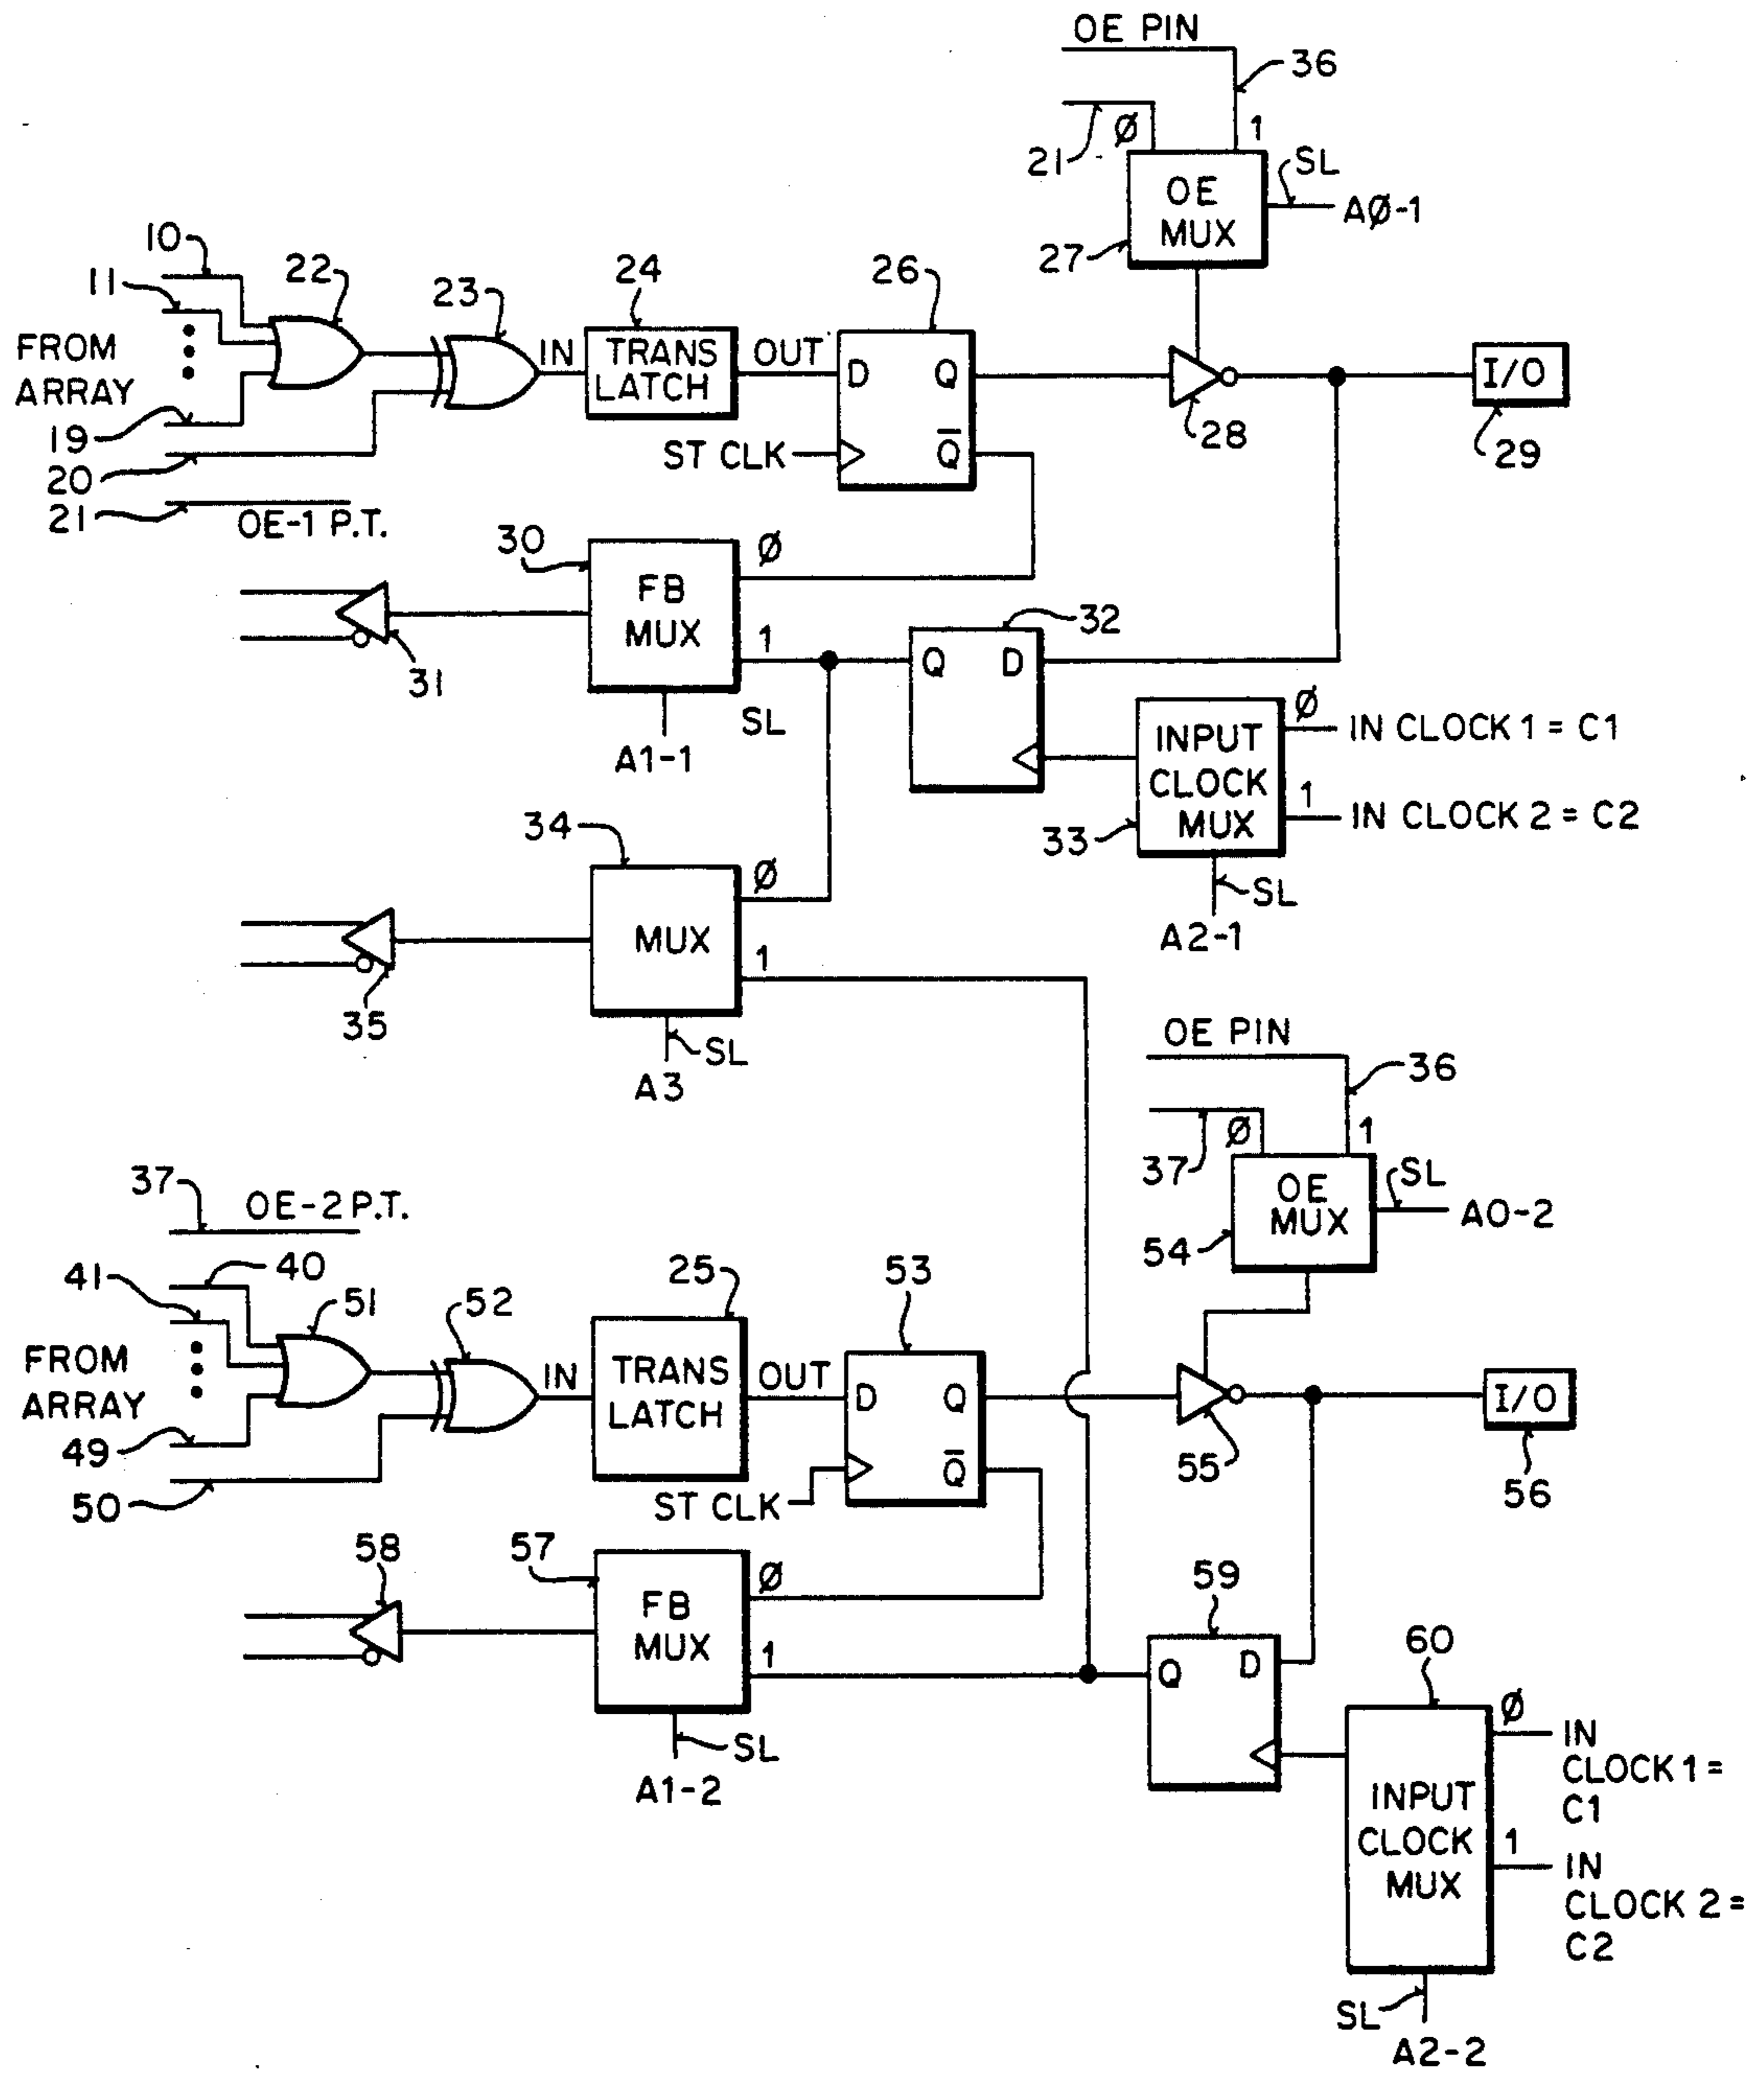 OE PIN
36
21
Ø
1
SL
OE
MUX
AØ-1
27
10
11
22
23
24
26
FROM
ARRAY
IN
TRANS
LATCH
OUT
D
Q
Q̅
ST CLK
28
I/O
29
19
20
21
OE-1 P.T.
30
Ø
FB
MUX
1
31
SL
A1-1
32
Q
D
Ø
IN CLOCK 1 = C1
INPUT
CLOCK
MUX
1
IN CLOCK 2 = C2
33
SL
A2-1
34
Ø
MUX
1
35
SL
A3
OE PIN
36
37
Ø
1
SL
OE
MUX
AO-2
54
37
OE-2 P.T.
40
41
51
52
25
53
FROM
ARRAY
IN
TRANS
LATCH
OUT
D
Q
Q̅
ST CLK
55
I/O
56
49
50
58
57
Ø
FB
MUX
1
SL
A1-2
59
Q
D
60
Ø
IN
CLOCK 1 =
C1
INPUT
CLOCK
MUX
1
IN
CLOCK 2 =
C2
SL
A2-2